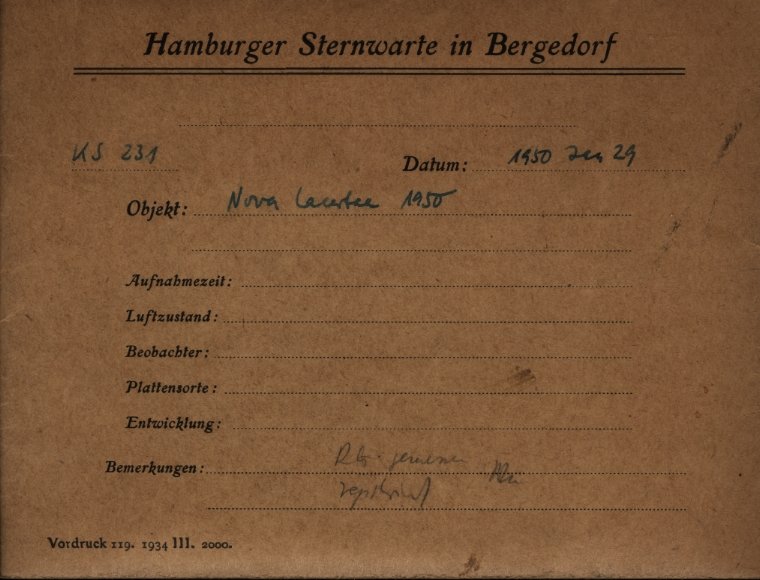 Hamburger Sternwarte in Bergedorf
KS 231
Datum: 1950 Jan 29
Objekt: Nova Lacertae 1950
Aufnahmezeit:
Luftzustand:
Beobachter:
Plattensorte:
Entwicklung:
Bemerkungen:
Vordruck 119. 1934 III. 2000.